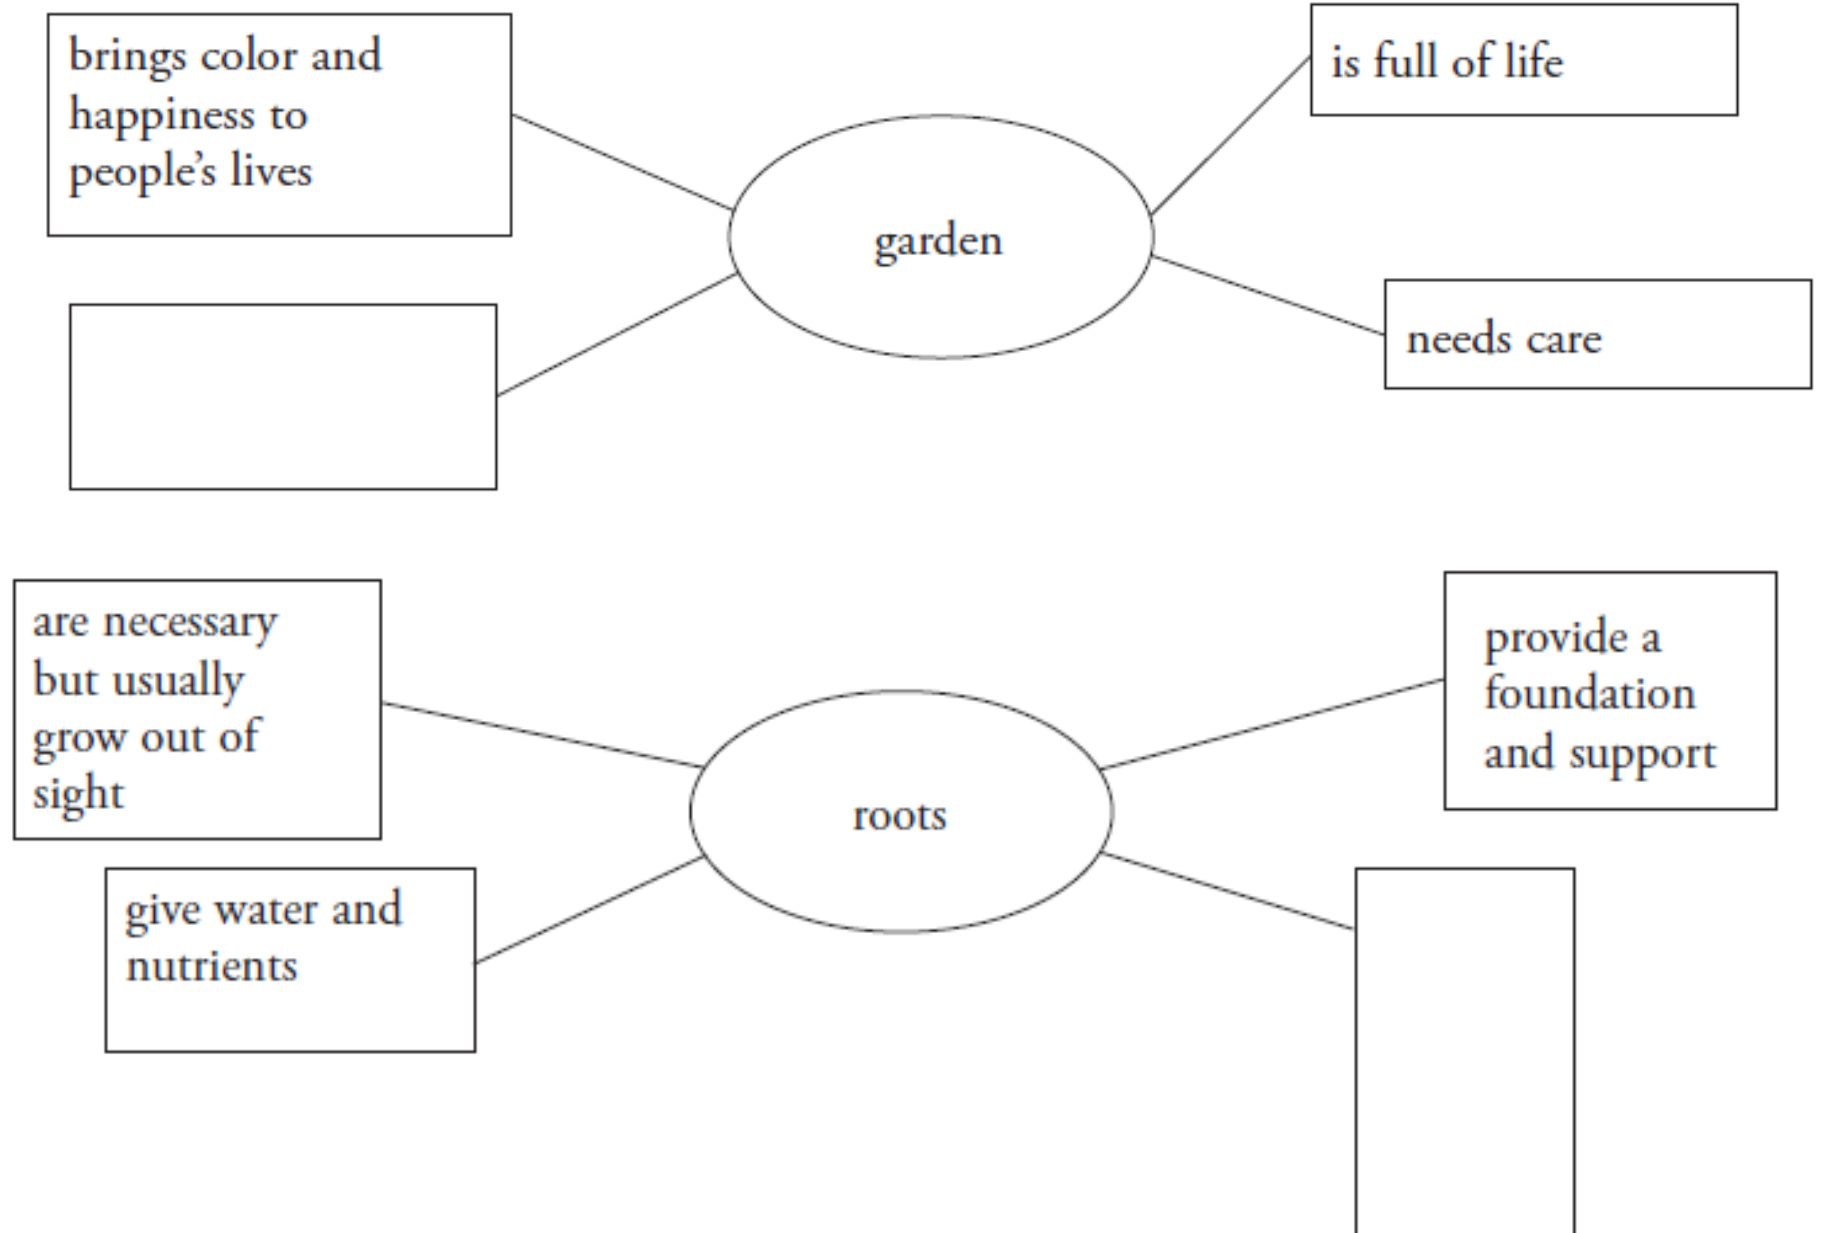 brings color and
happiness to
people’s lives
is full of life
garden
needs care
are necessary
but usually
grow out of
sight
provide a
foundation
and support
roots
give water and
nutrients